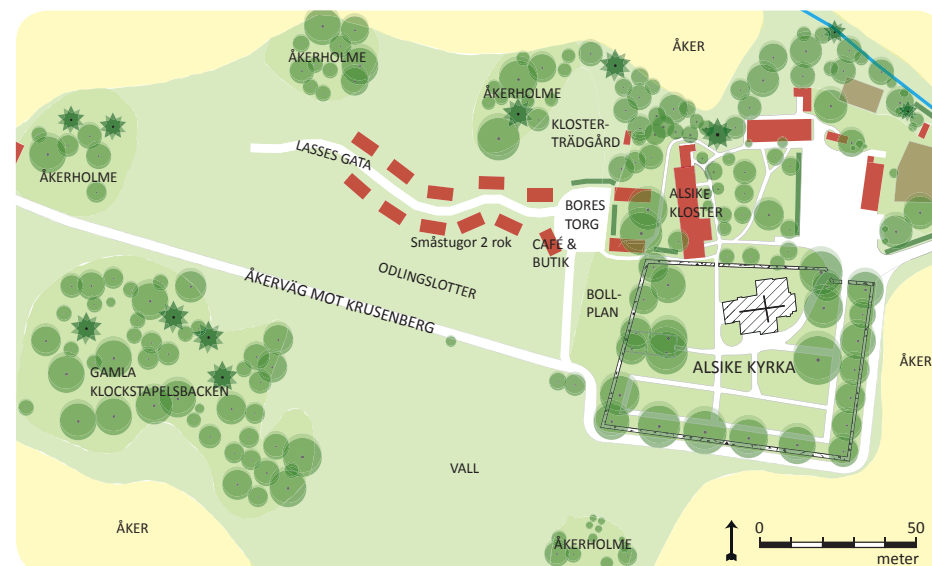 ÅKER
ÅKERHOLME
ÅKERHOLME
KLOSTER-
TRÄDGÅRD
LASSES GATA
ÅKERHOLME
ALSIKE
KLOSTER
BORES
TORG
Småstugor 2 rok
CAFÉ &
BUTIK
ODLINGSLOTTER
ÅKERVÄG MOT KRUSENBERG
BOLL-
PLAN
ALSIKE KYRKA
ÅKER
GAMLA
KLOCKSTAPELSBACKEN
VALL
ÅKER
ÅKERHOLME
0 50
meter